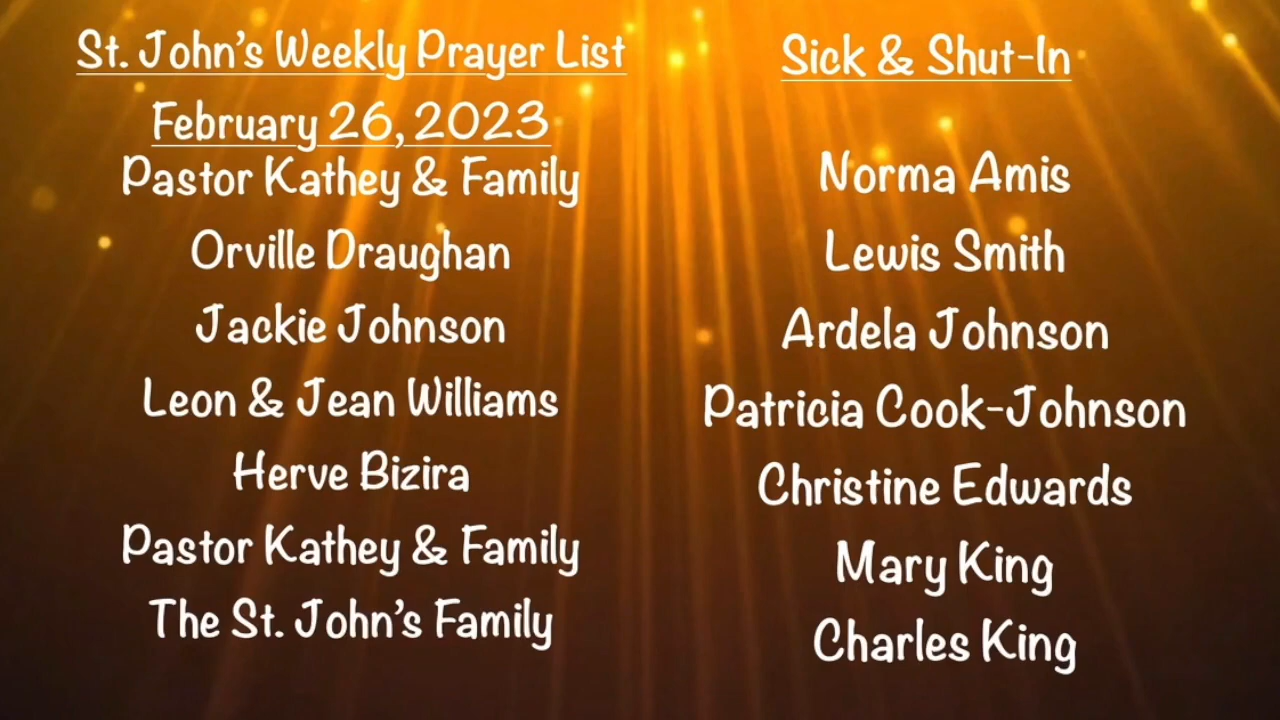 St. John's Weekly Prayer List
February 26, 2023
Pastor Kathey & Family
Orville Draughan
Jackie Johnson
Leon & Jean Williams
Herve Bizira
Pastor Kathey & Family
The St. John's Family
Sick & Shut-In
Norma Amis
Lewis Smith
Ardela Johnson
Patricia Cook-Johnson
Christine Edwards
Mary King
Charles King